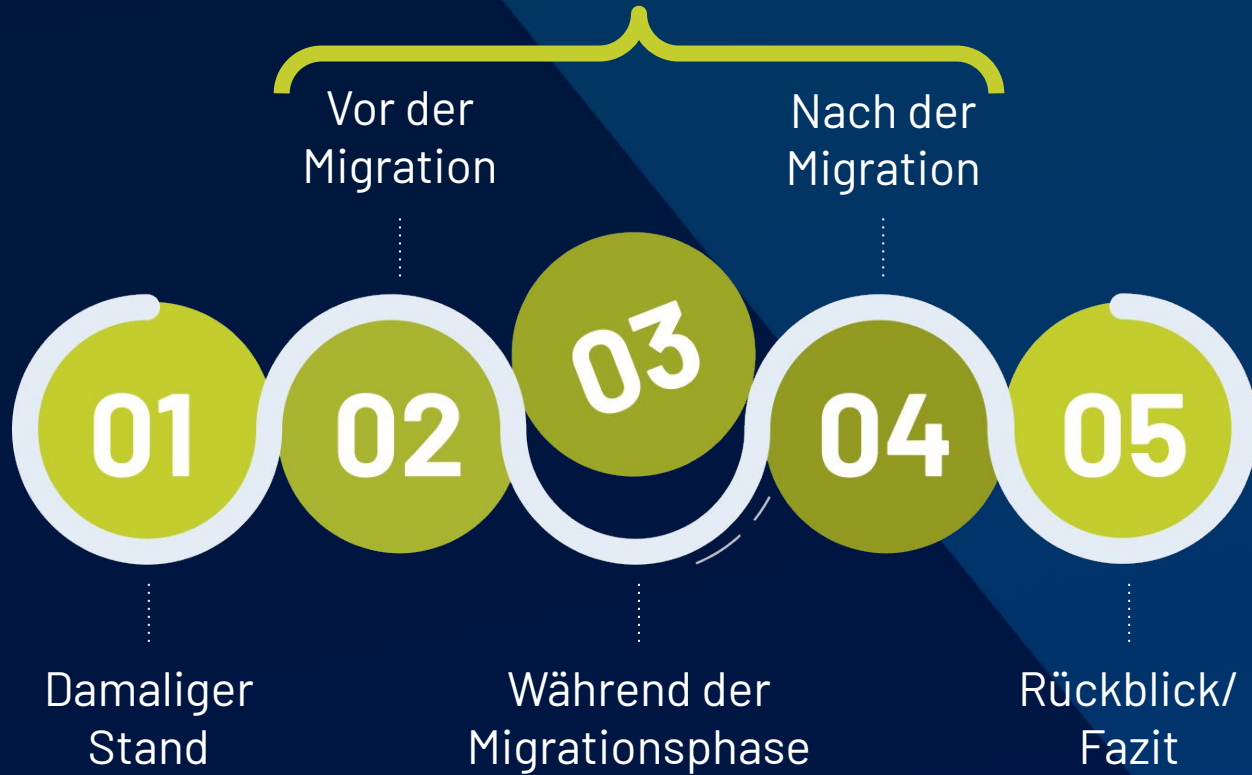 Vor der
Migration
Nach der
Migration
01
02
03
04
05
Damaliger
Stand
Während der
Migrationsphase
Rückblick/
Fazit